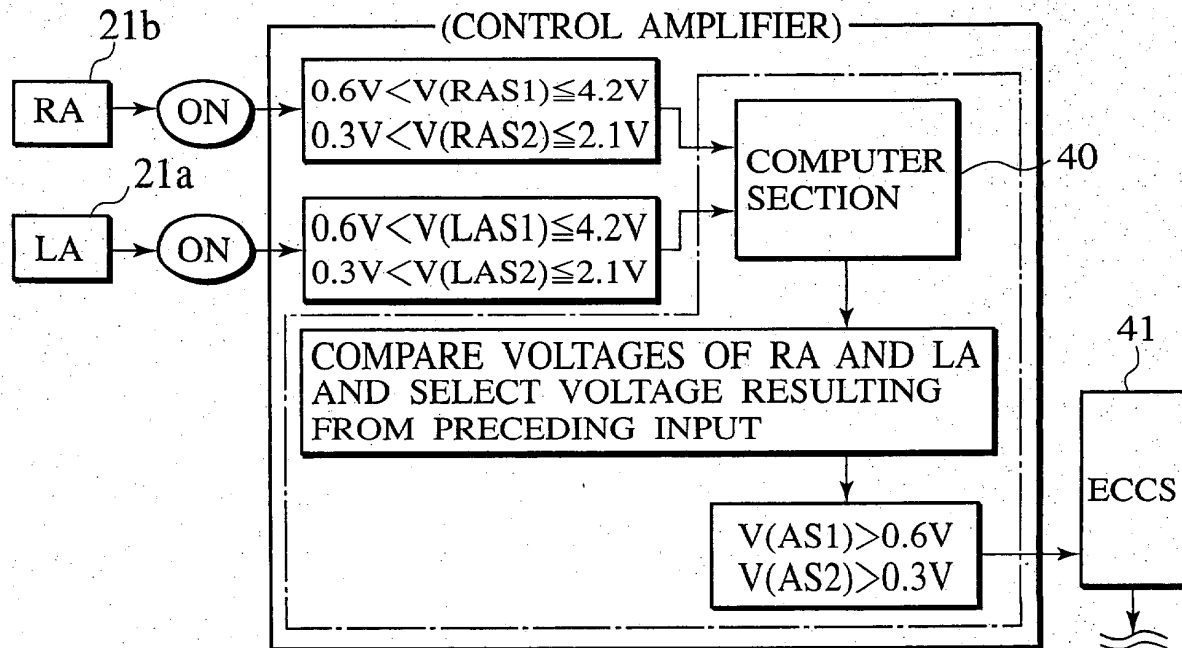 (CONTROL AMPLIFIER)
21b
RA
ON
0.6V<V(RAS1)≦4.2V
0.3V<V(RAS2)≦2.1V
21a
LA
ON
0.6V<V(LAS1)≦4.2V
0.3V<V(LAS2)≦2.1V
COMPUTER
SECTION
40
COMPARE VOLTAGES OF RA AND LA
AND SELECT VOLTAGE RESULTING
FROM PRECEDING INPUT
V(AS1)>0.6V
V(AS2)>0.3V
41
ECCS